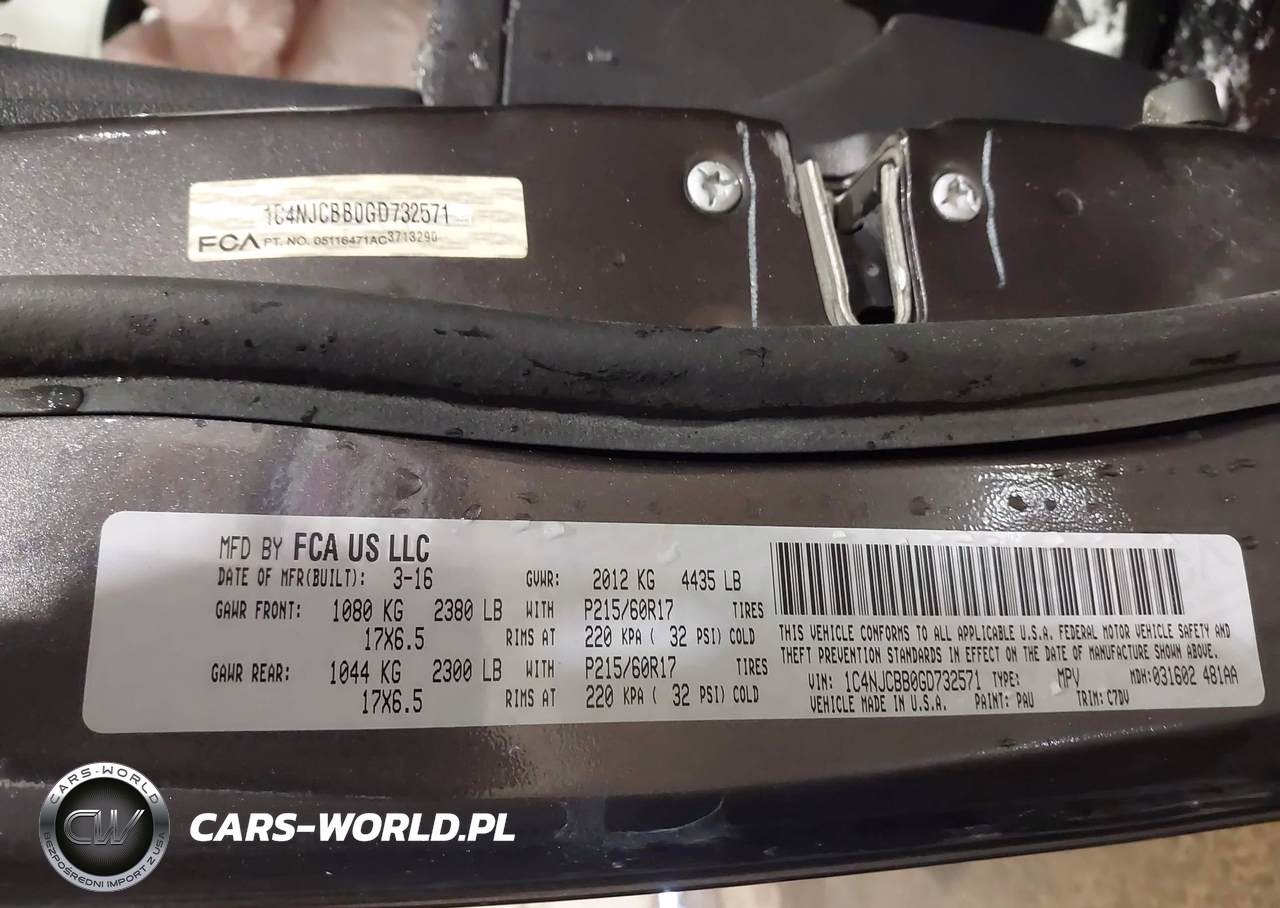 1C4NJCBB0GD732571
FCA PT. NO. 05116471AC3713290
MFD BY FCA US LLC
DATE OF MFR(BUILT): 3-16 GVWR: 2012 KG 4435 LB
GAWR FRONT: 1080 KG 2380 LB WITH P215/60R17 TIRES
17X6.5 RIMS AT 220 KPA ( 32 PSI) COLD
GAWR REAR: 1044 KG 2300 LB WITH P215/60R17 TIRES
17X6.5 RIMS AT 220 KPA ( 32 PSI) COLD
THIS VEHICLE CONFORMS TO ALL APPLICABLE U.S.A. FEDERAL MOTOR VEHICLE SAFETY AND
THEFT PREVENTION STANDARDS IN EFFECT ON THE DATE OF MANUFACTURE SHOWN ABOVE.
VIN: 1C4NJCBB0GD732571 TYPE: MPV MDH: 031602 481AA
VEHICLE MADE IN U.S.A. PAINT: PAU TRIM: C7DV
CARS-WORLD
CW
BEZPOŚREDNI IMPORT Z USA
CARS-WORLD.PL